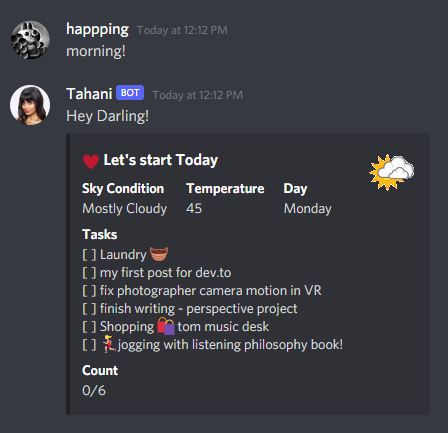 happping Today at 12:12 PM
morning!
Tahani BOT Today at 12:12 PM
Hey Darling!
Let's start Today
Sky Condition Temperature Day
Mostly Cloudy 45 Monday
Tasks
[ ] Laundry
[ ] my first post for dev.to
[ ] fix photographer camera motion in VR
[ ] finish writing - perspective project
[ ] Shopping tom music desk
[ ] jogging with listening philosophy book!
Count
0/6